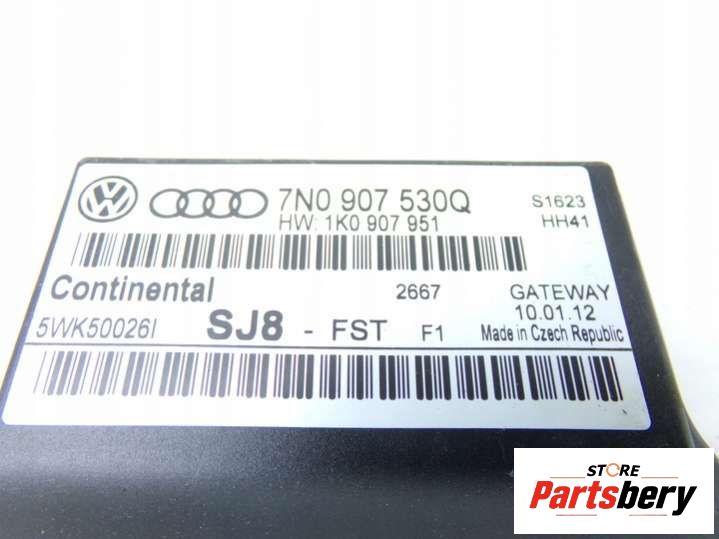 7N0 907 530Q
HW: 1K0 907 951
S1623
HH41
Continental
2667
GATEWAY
10.01.12
5WK50026I
SJ8 - FST F1
Made in Czech Republic
STORE
Partsbery